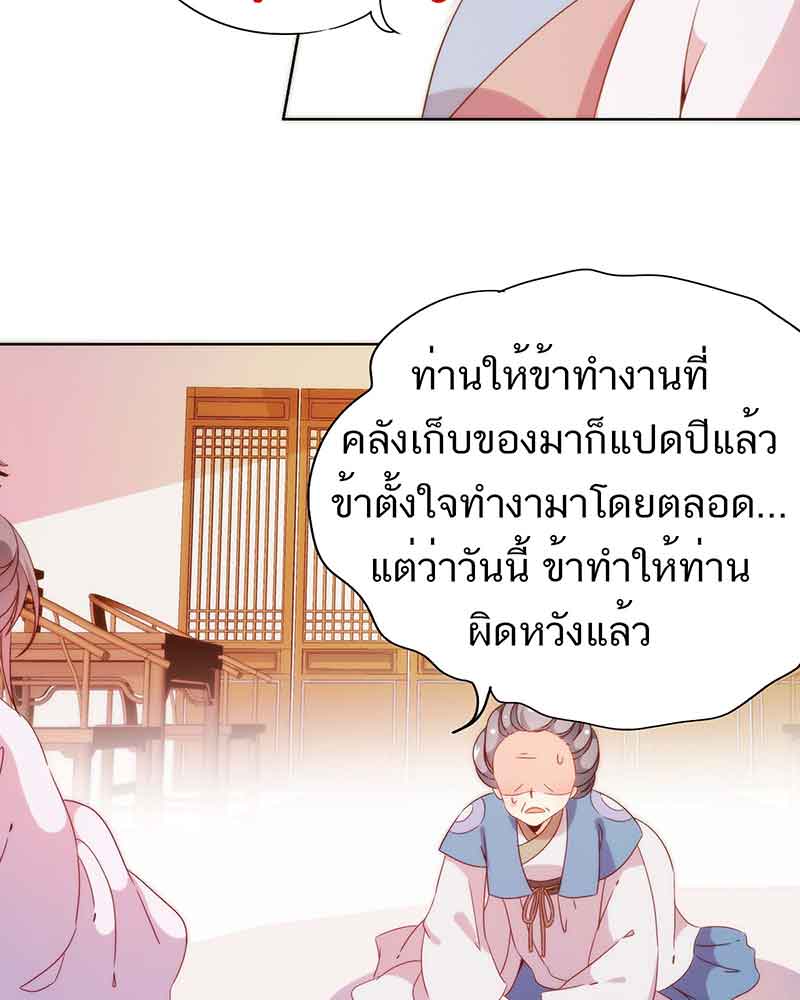 ท่านให้ข้าทำงานที่
คลังเก็บของมาก็แปดปีแล้ว
ข้าตั้งใจทำงามาโดยตลอด...
แต่ว่าวันนี้ ข้าทำให้ท่าน
ผิดหวังแล้ว